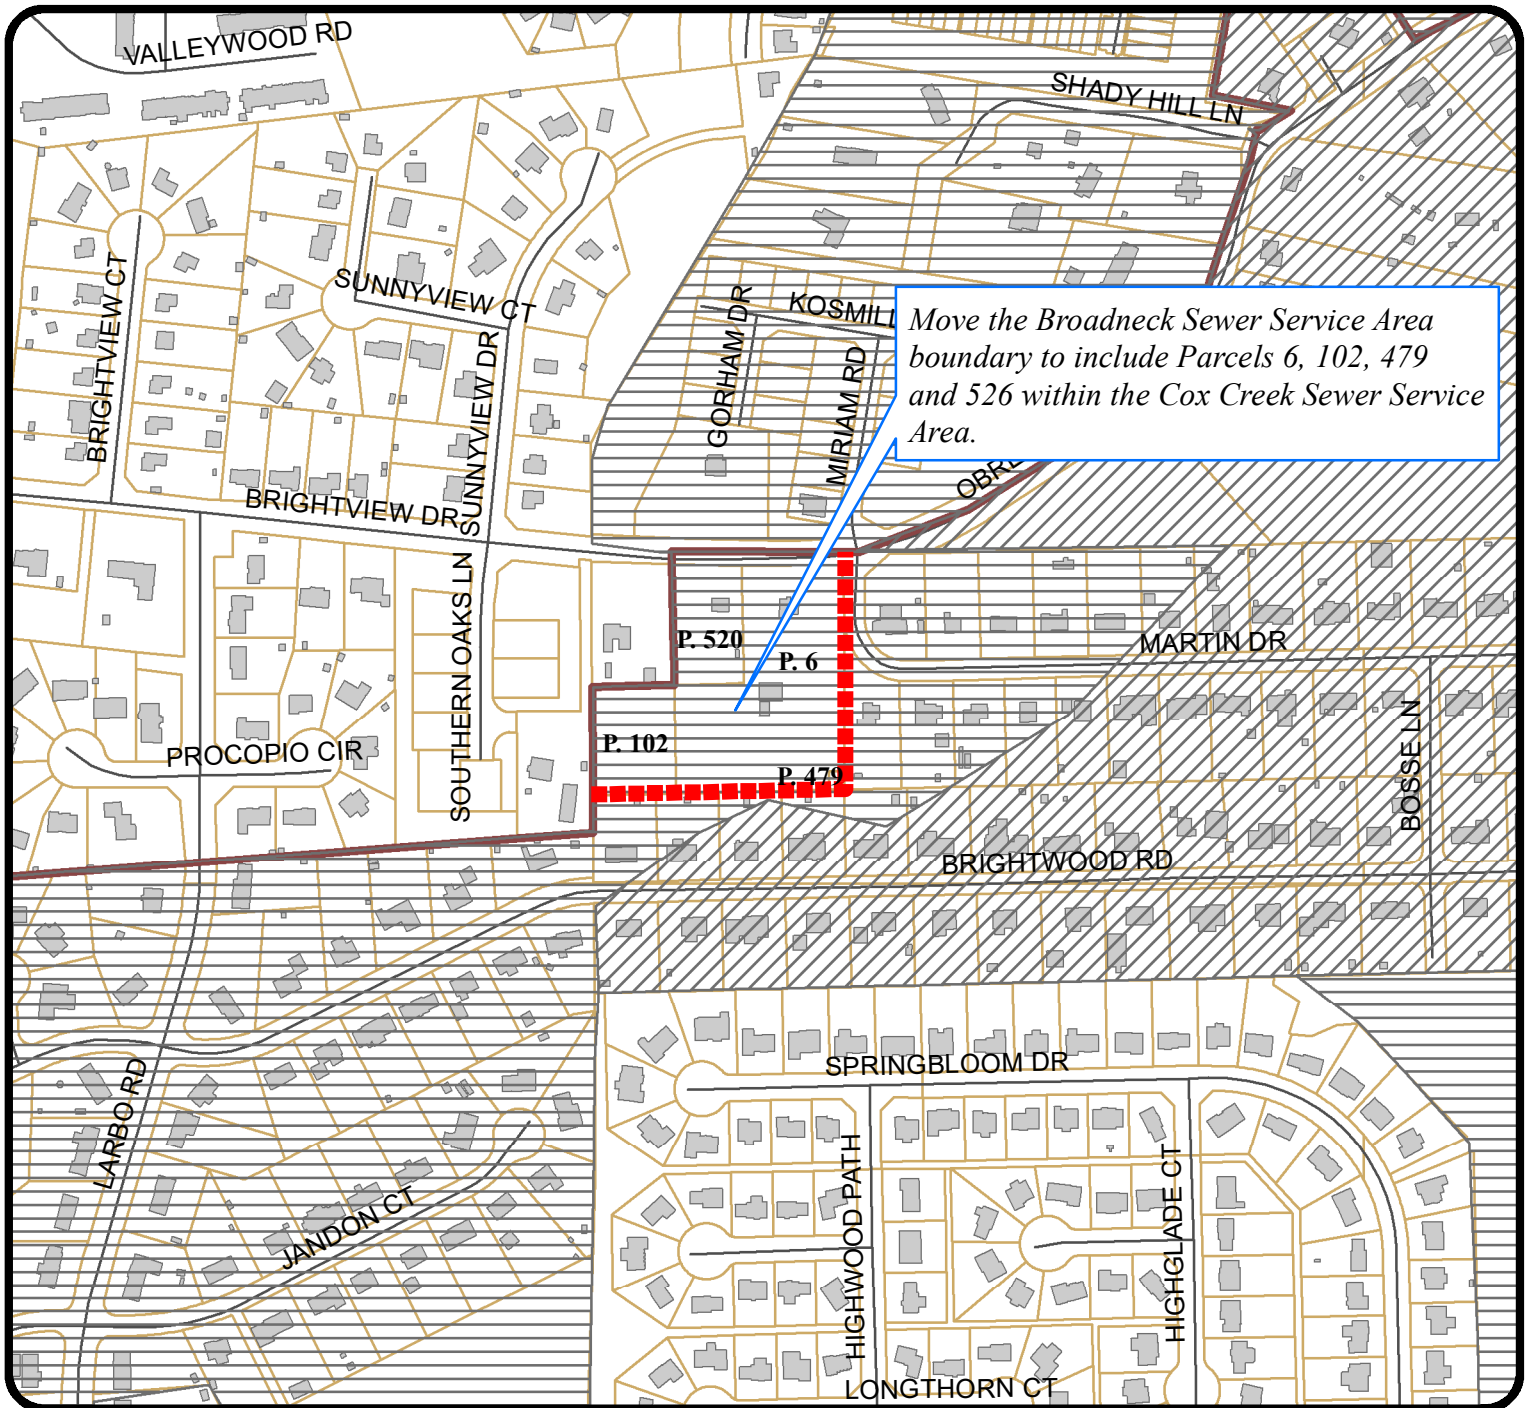 VALLEYWOOD RD
SHADY HILL LN
BRIGHTVIEW CT
SUNNYVIEW CT
SUNNYVIEW DR
GORHAM DR
KOSMILL
MIRIAM RD
Move the Broadneck Sewer Service Area
boundary to include Parcels 6, 102, 479
and 526 within the Cox Creek Sewer Service
Area.
OBRE
BRIGHTVIEW DR
SOUTHERN OAKS LN
P. 520
P. 6
MARTIN DR
P. 102
P. 479
PROCOPIO CIR
BOSSE LN
BRIGHTWOOD RD
SPRINGBLOOM DR
LARBO RD
JANDON CT
HIGHWOOD PATH
HIGHGLADE CT
LONGTHORN CT